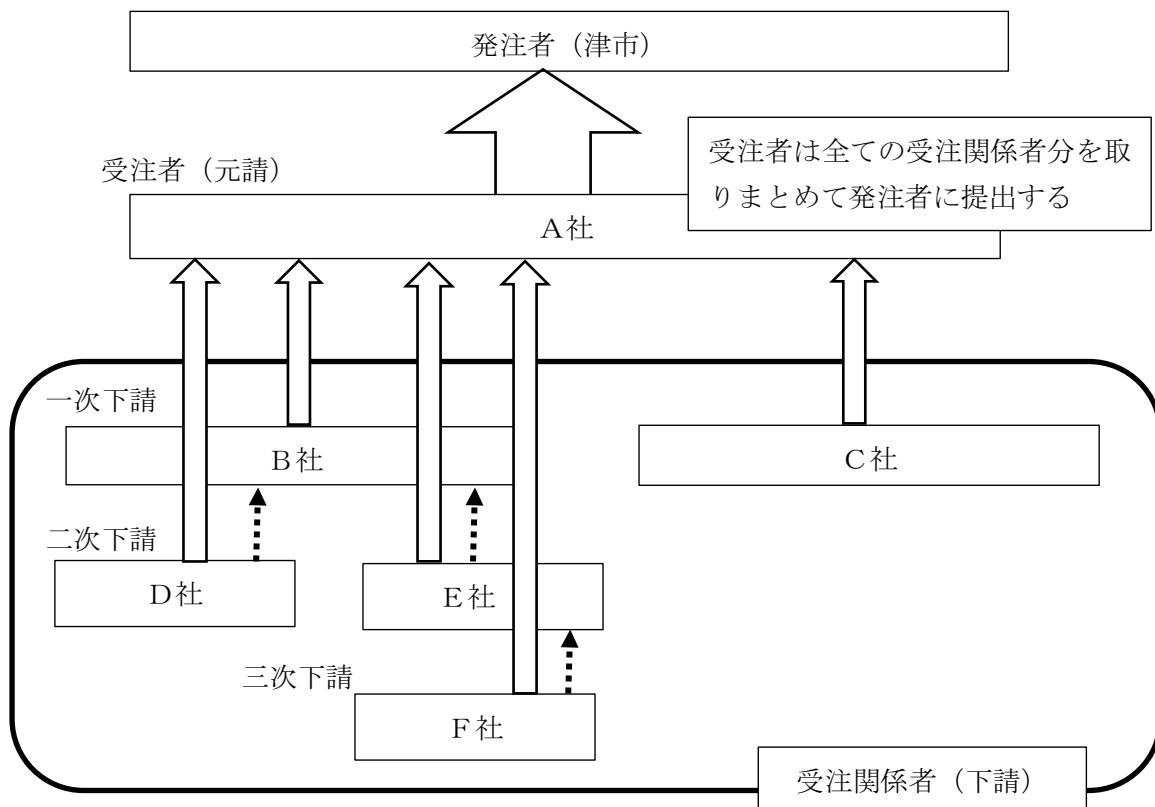 発注者（津市）
受注者（元請）
受注者は全ての受注関係者分を取
りまとめて発注者に提出する
Ａ社
一次下請
Ｂ社
Ｃ社
二次下請
Ｄ社
Ｅ社
三次下請
Ｆ社
受注関係者（下請）